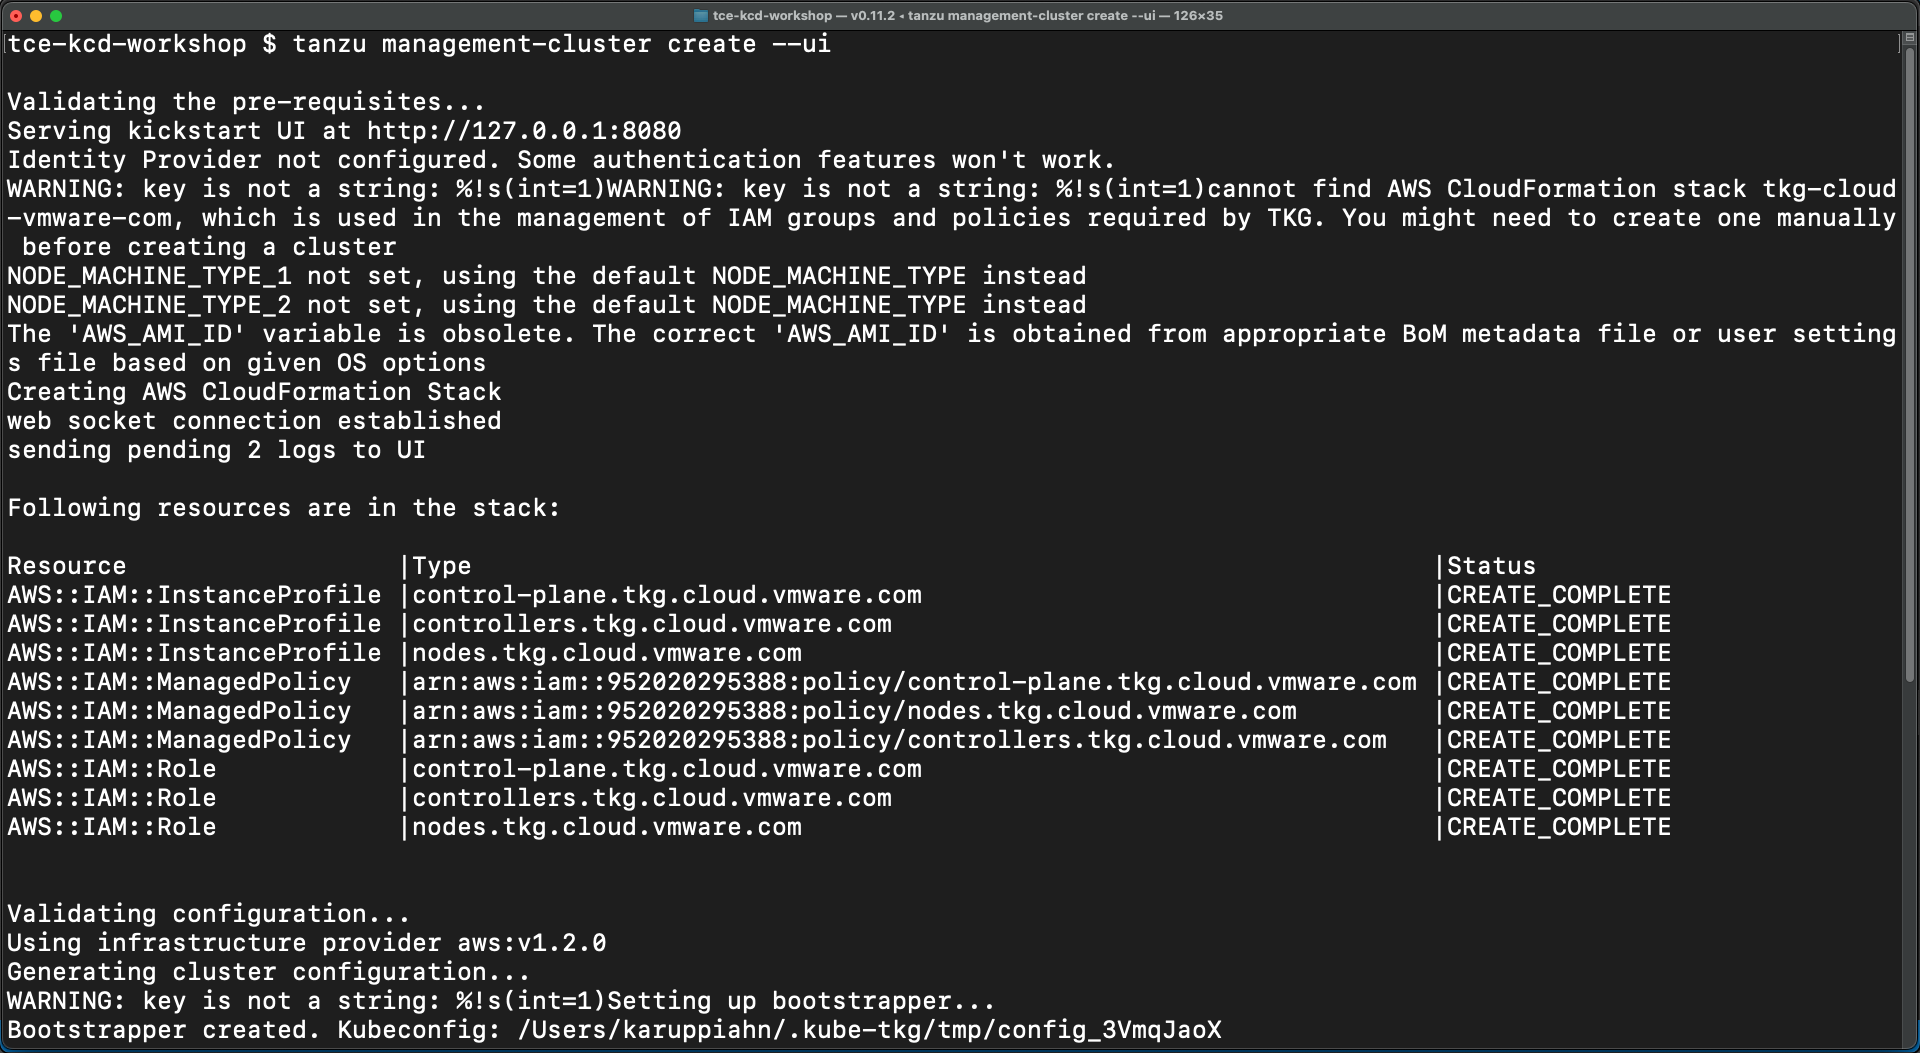 tce-kcd-workshop — v0.11.2 ◂ tanzu management-cluster create --ui — 126×35
tce-kcd-workshop $ tanzu management-cluster create --ui
Validating the pre-requisites...
Serving kickstart UI at http://127.0.0.1:8080
Identity Provider not configured. Some authentication features won't work.
WARNING: key is not a string: %!s(int=1)WARNING: key is not a string: %!s(int=1)cannot find AWS CloudFormation stack tkg-cloud
-vmware-com, which is used in the management of IAM groups and policies required by TKG. You might need to create one manually
 before creating a cluster
NODE_MACHINE_TYPE_1 not set, using the default NODE_MACHINE_TYPE instead
NODE_MACHINE_TYPE_2 not set, using the default NODE_MACHINE_TYPE instead
The 'AWS_AMI_ID' variable is obsolete. The correct 'AWS_AMI_ID' is obtained from appropriate BoM metadata file or user setting
s file based on given OS options
Creating AWS CloudFormation Stack
web socket connection established
sending pending 2 logs to UI
Following resources are in the stack:
Resource                  |Type                                                                |Status
AWS::IAM::InstanceProfile |control-plane.tkg.cloud.vmware.com                                  |CREATE_COMPLETE
AWS::IAM::InstanceProfile |controllers.tkg.cloud.vmware.com                                    |CREATE_COMPLETE
AWS::IAM::InstanceProfile |nodes.tkg.cloud.vmware.com                                          |CREATE_COMPLETE
AWS::IAM::ManagedPolicy   |arn:aws:iam::952020295388:policy/control-plane.tkg.cloud.vmware.com |CREATE_COMPLETE
AWS::IAM::ManagedPolicy   |arn:aws:iam::952020295388:policy/nodes.tkg.cloud.vmware.com         |CREATE_COMPLETE
AWS::IAM::ManagedPolicy   |arn:aws:iam::952020295388:policy/controllers.tkg.cloud.vmware.com   |CREATE_COMPLETE
AWS::IAM::Role            |control-plane.tkg.cloud.vmware.com                                  |CREATE_COMPLETE
AWS::IAM::Role            |controllers.tkg.cloud.vmware.com                                    |CREATE_COMPLETE
AWS::IAM::Role            |nodes.tkg.cloud.vmware.com                                          |CREATE_COMPLETE
Validating configuration...
Using infrastructure provider aws:v1.2.0
Generating cluster configuration...
WARNING: key is not a string: %!s(int=1)Setting up bootstrapper...
Bootstrapper created. Kubeconfig: /Users/karuppiahn/.kube-tkg/tmp/config_3VmqJaoX